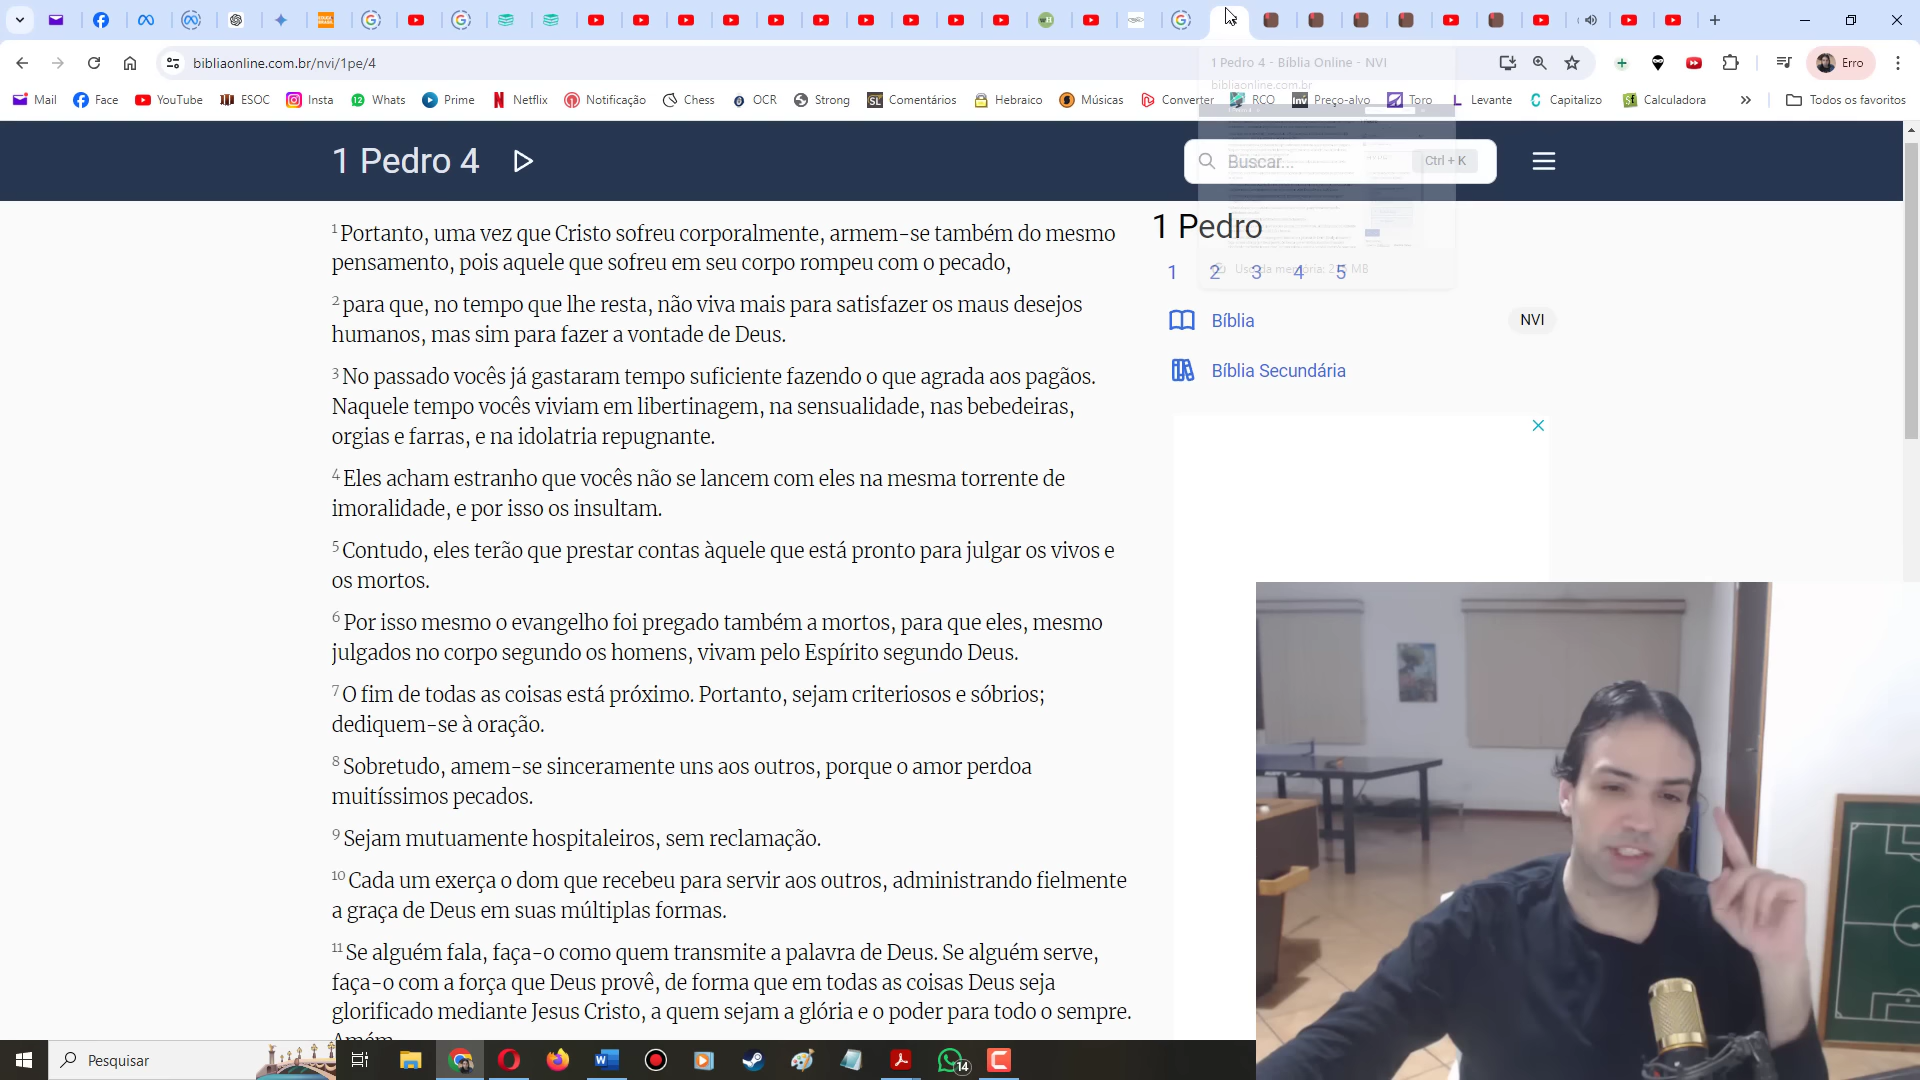 bibliaonline.com.br/nvi/1pe/4
Erro
Mail
Face
YouTube
ESOC
Insta
Whats
Prime
Netflix
Notificação
Chess
OCR
Strong
Comentários
Hebraico
Músicas
Converter
RCO
Preço-alvo
Toro
Levante
Capitalizo
Calculadora
Todos os favoritos
1 Pedro 4 - Bíblia Online - NVI
bibliaonline.com.br
1 Pedro 4
Buscar...
Ctrl + K
1 Portanto, uma vez que Cristo sofreu corporalmente, armem-se também do mesmo
pensamento, pois aquele que sofreu em seu corpo rompeu com o pecado,
2 para que, no tempo que lhe resta, não viva mais para satisfazer os maus desejos
humanos, mas sim para fazer a vontade de Deus.
3 No passado vocês já gastaram tempo suficiente fazendo o que agrada aos pagãos.
Naquele tempo vocês viviam em libertinagem, na sensualidade, nas bebedeiras,
orgias e farras, e na idolatria repugnante.
4 Eles acham estranho que vocês não se lancem com eles na mesma torrente de
imoralidade, e por isso os insultam.
5 Contudo, eles terão que prestar contas àquele que está pronto para julgar os vivos e
os mortos.
6 Por isso mesmo o evangelho foi pregado também a mortos, para que eles, mesmo
julgados no corpo segundo os homens, vivam pelo Espírito segundo Deus.
7 O fim de todas as coisas está próximo. Portanto, sejam criteriosos e sóbrios;
dediquem-se à oração.
8 Sobretudo, amem-se sinceramente uns aos outros, porque o amor perdoa
muitíssimos pecados.
9 Sejam mutuamente hospitaleiros, sem reclamação.
10 Cada um exerça o dom que recebeu para servir aos outros, administrando fielmente
a graça de Deus em suas múltiplas formas.
11 Se alguém fala, faça-o como quem transmite a palavra de Deus. Se alguém serve,
faça-o com a força que Deus provê, de forma que em todas as coisas Deus seja
glorificado mediante Jesus Cristo, a quem sejam a glória e o poder para todo o sempre.
Amém
1 Pedro
Uso da memória: MB
1 2 3 4 5
Bíblia
NVI
Bíblia Secundária
Pesquisar
14